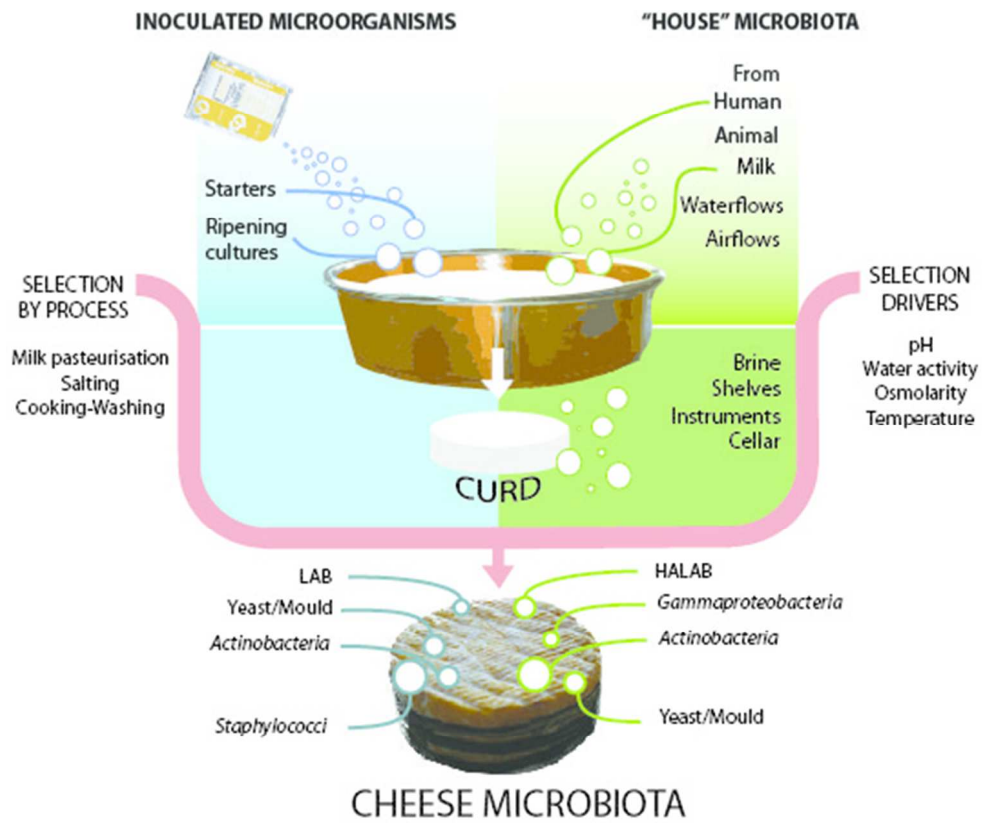 INOCULATED MICROORGANISMS
"HOUSE" MICROBIOTA
From
Human
Animal
Milk
Waterflows
Airflows
Starters
Ripening
cultures
SELECTION
BY PROCESS
Milk pasteurisation
Salting
Cooking-Washing
SELECTION
DRIVERS
pH
Water activity
Osmolarity
Temperature
Brine
Shelves
Instruments
Cellar
CURD
LAB
Yeast/Mould
Actinobacteria
Staphylococci
HALAB
Gammaproteobacteria
Actinobacteria
Yeast/Mould
CHEESE MICROBIOTA